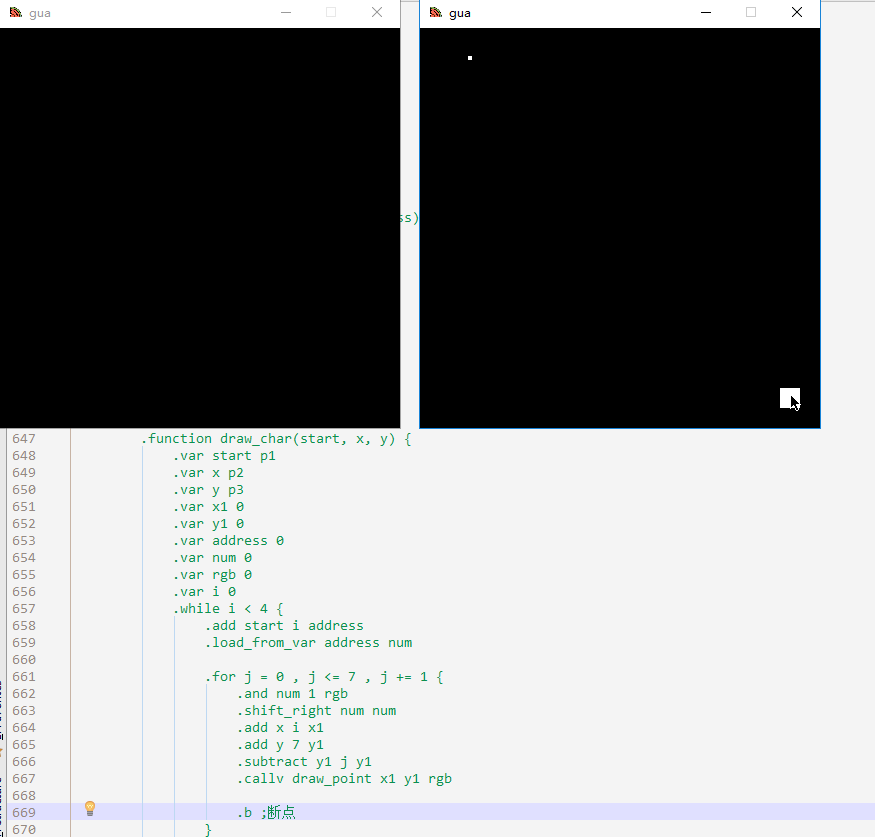 gua
gua
ss)
647 .function draw_char(start, x, y) {
648 .var start p1
649 .var x p2
650 .var y p3
651 .var x1 0
652 .var y1 0
653 .var address 0
654 .var num 0
655 .var rgb 0
656 .var i 0
657 .while i < 4 {
658 .add start i address
659 .load_from_var address num
660
661 .for j = 0 , j <= 7 , j += 1 {
662 .and num 1 rgb
663 .shift_right num num
664 .add x i x1
665 .add y 7 y1
666 .subtract y1 j y1
667 .callv draw_point x1 y1 rgb
668
669 .b ;断点
670 }